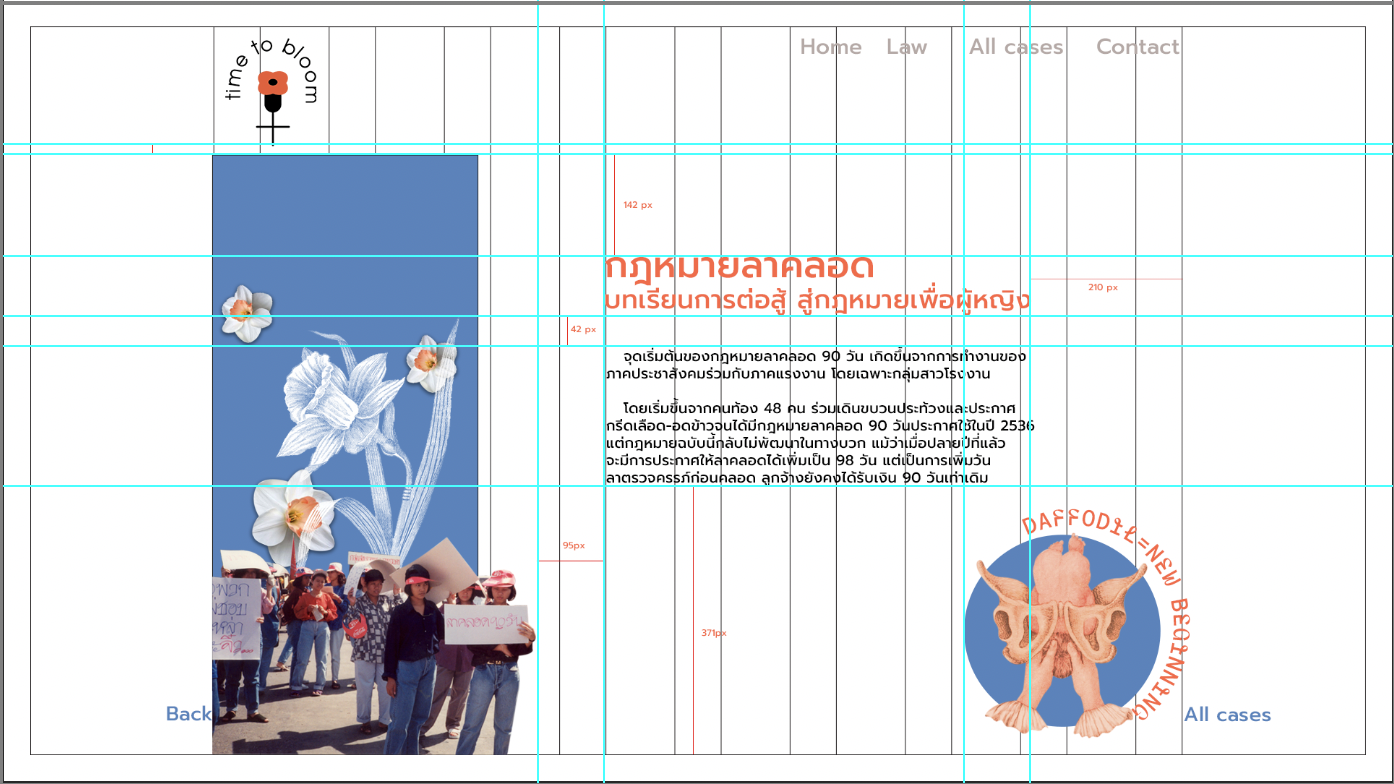 time to bloom
Home Law All cases Contact
142 px
กฎหมายลาคลอด
บทเรียนการต่อสู้ สู่กฎหมายเพื่อผู้หญิง
210 px
42 px
จุดเริ่มต้นของกฎหมายลาคลอด 90 วัน เกิดขึ้นจากการทำงานของ
ภาคประชาสังคมร่วมกับภาคแรงงาน โดยเฉพาะกลุ่มสาวโรงงาน
โดยเริ่มขึ้นจากคนท้อง 48 คน ร่วมเดินขบวนประท้วงและประกาศ
กรีดเลือด-อดข้าวจนได้มีกฎหมายลาคลอด 90 วันประกาศใช้ในปี 2536
แต่กฎหมายฉบับนี้กลับไม่พัฒนาในทางบวก แม้ว่าเมื่อปลายปีที่แล้ว
จะมีการประกาศให้ลาคลอดได้เพิ่มเป็น 98 วัน แต่เป็นการเพิ่มวัน
ลาตรวจครรภ์ก่อนคลอด ลูกจ้างยังคงได้รับเงิน 90 วันเท่าเดิม
95px
ลาคลอด90วัน
371px
DAFFODIL=NEW BEGINNING
Back
All cases